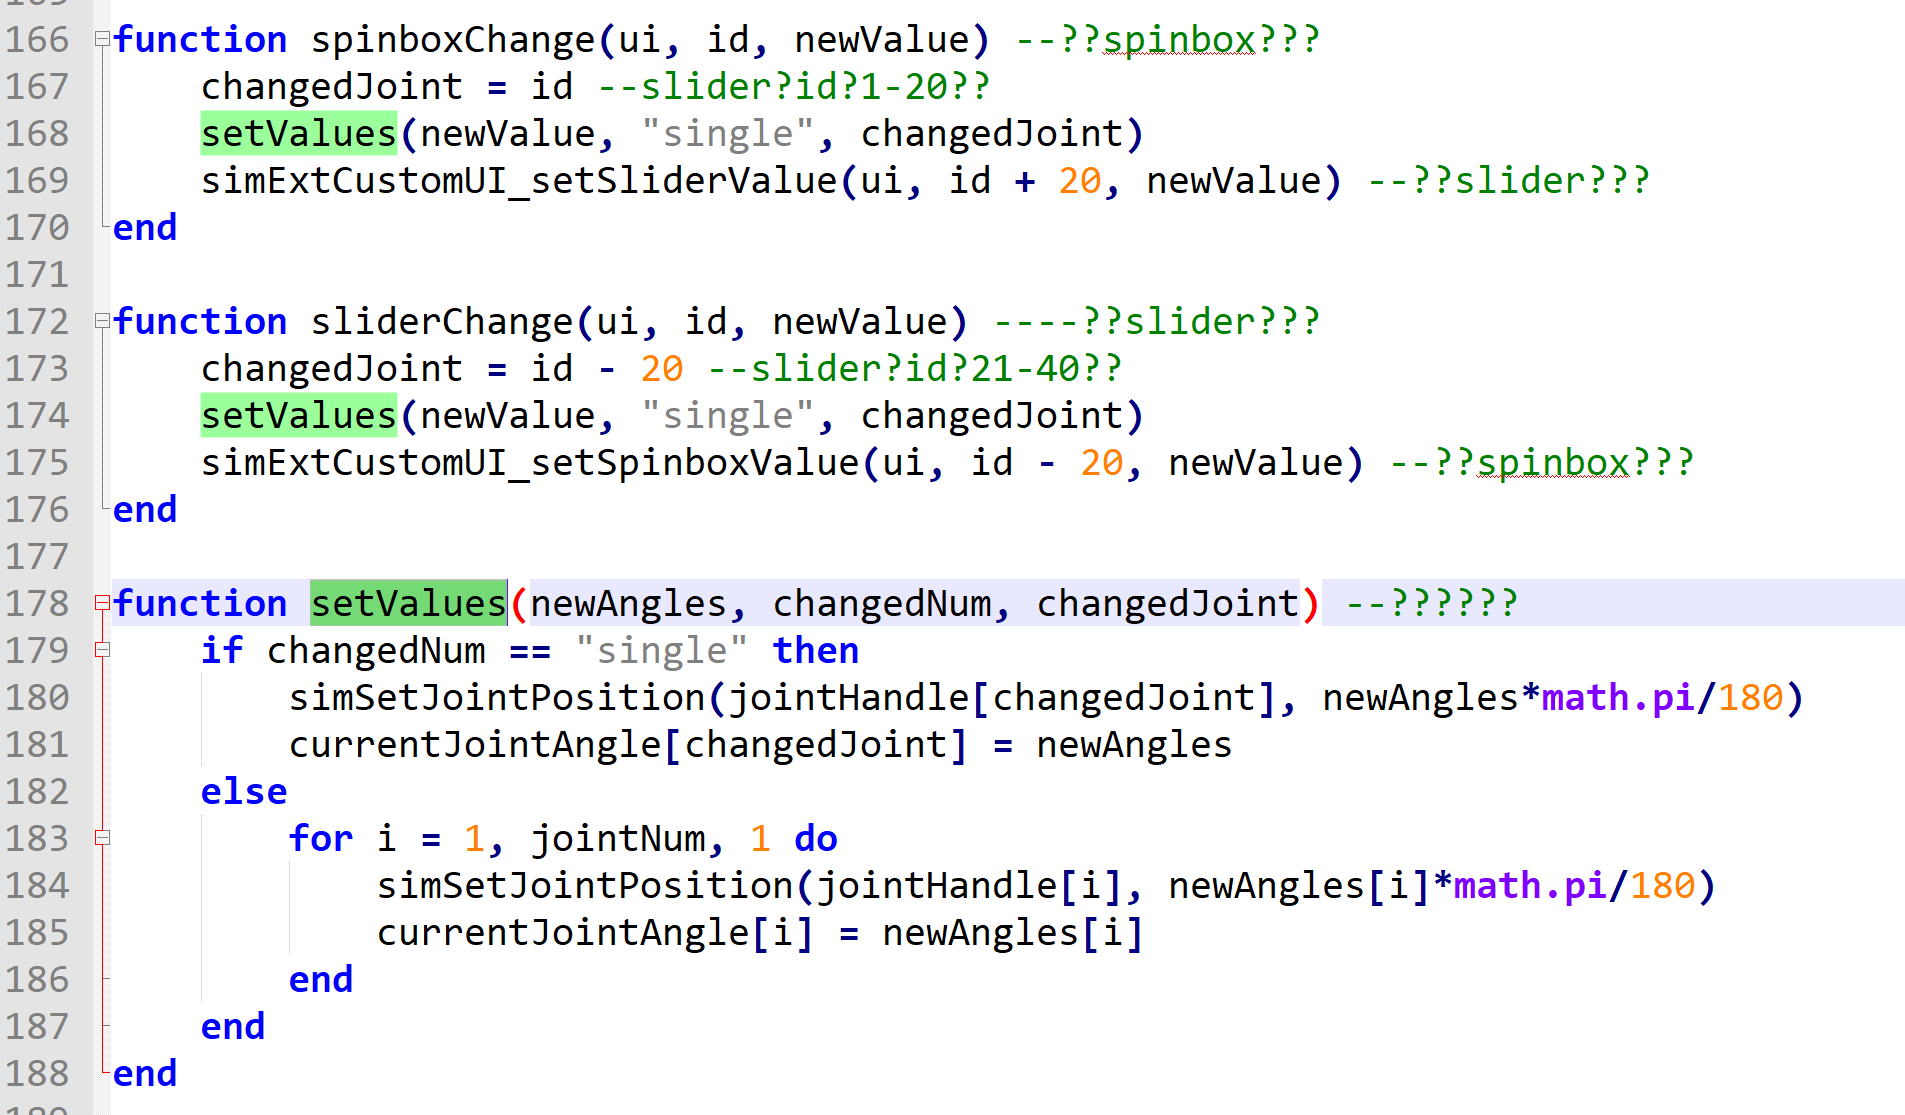 166 function spinboxChange(ui, id, newValue) --??spinbox???
167     changedJoint = id --slider?id?1-20??
168     setValues(newValue, "single", changedJoint)
169     simExtCustomUI_setSliderValue(ui, id + 20, newValue) --??slider???
170 end
171
172 function sliderChange(ui, id, newValue) ----??slider???
173     changedJoint = id - 20 --slider?id?21-40??
174     setValues(newValue, "single", changedJoint)
175     simExtCustomUI_setSpinboxValue(ui, id - 20, newValue) --??spinbox???
176 end
177
178 function setValues(newAngles, changedNum, changedJoint) --??????
179     if changedNum == "single" then
180         simSetJointPosition(jointHandle[changedJoint], newAngles*math.pi/180)
181         currentJointAngle[changedJoint] = newAngles
182     else
183         for i = 1, jointNum, 1 do
184             simSetJointPosition(jointHandle[i], newAngles[i]*math.pi/180)
185             currentJointAngle[i] = newAngles[i]
186         end
187     end
188 end